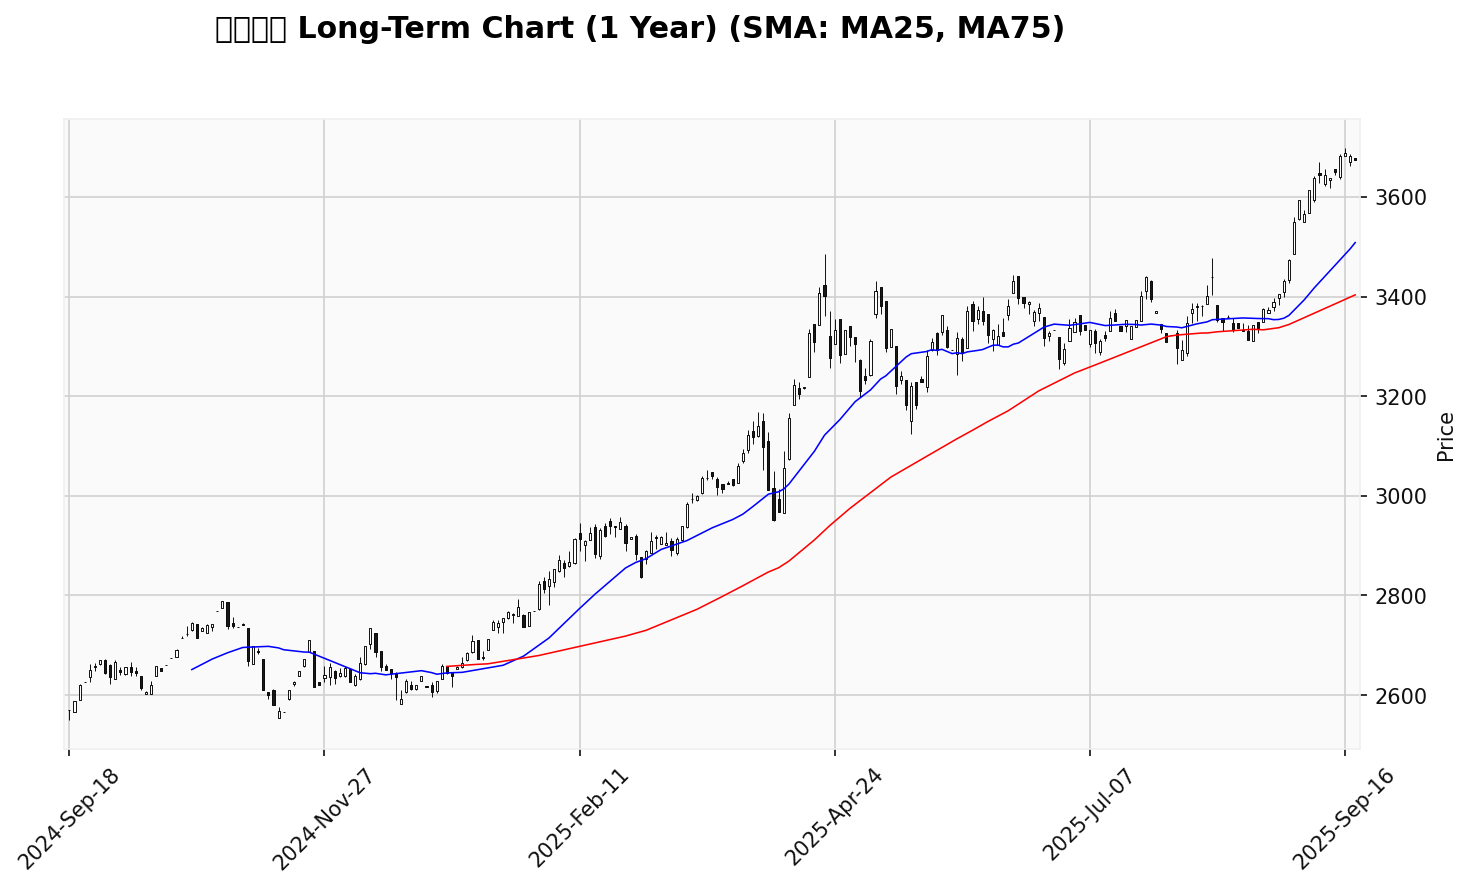 Long-Term Chart (1 Year) (SMA: MA25, MA75)
3600
3400
3200
3000
2800
2600
Price
2024-Sep-18
2024-Nov-27
2025-Feb-11
2025-Apr-24
2025-Jul-07
2025-Sep-16